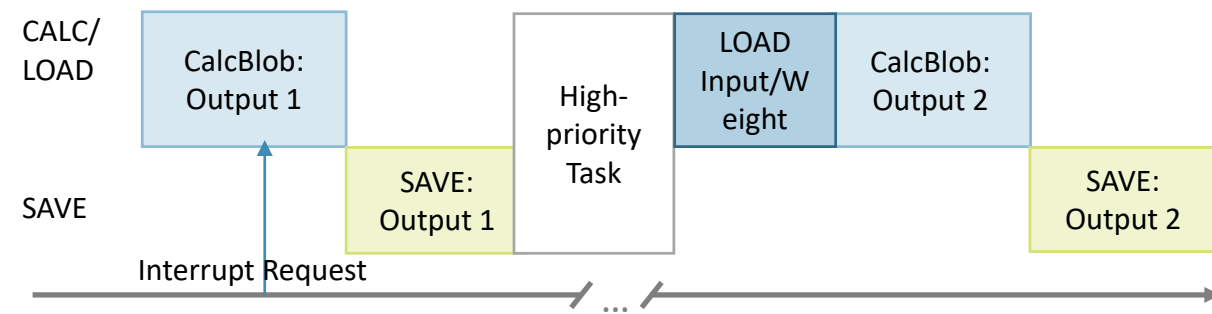 CALC/
LOAD
CalcBlob:
Output 1
High-
priority
Task
LOAD
Input/W
eight
CalcBlob:
Output 2
SAVE
SAVE:
Output 1
SAVE:
Output 2
Interrupt Request
...